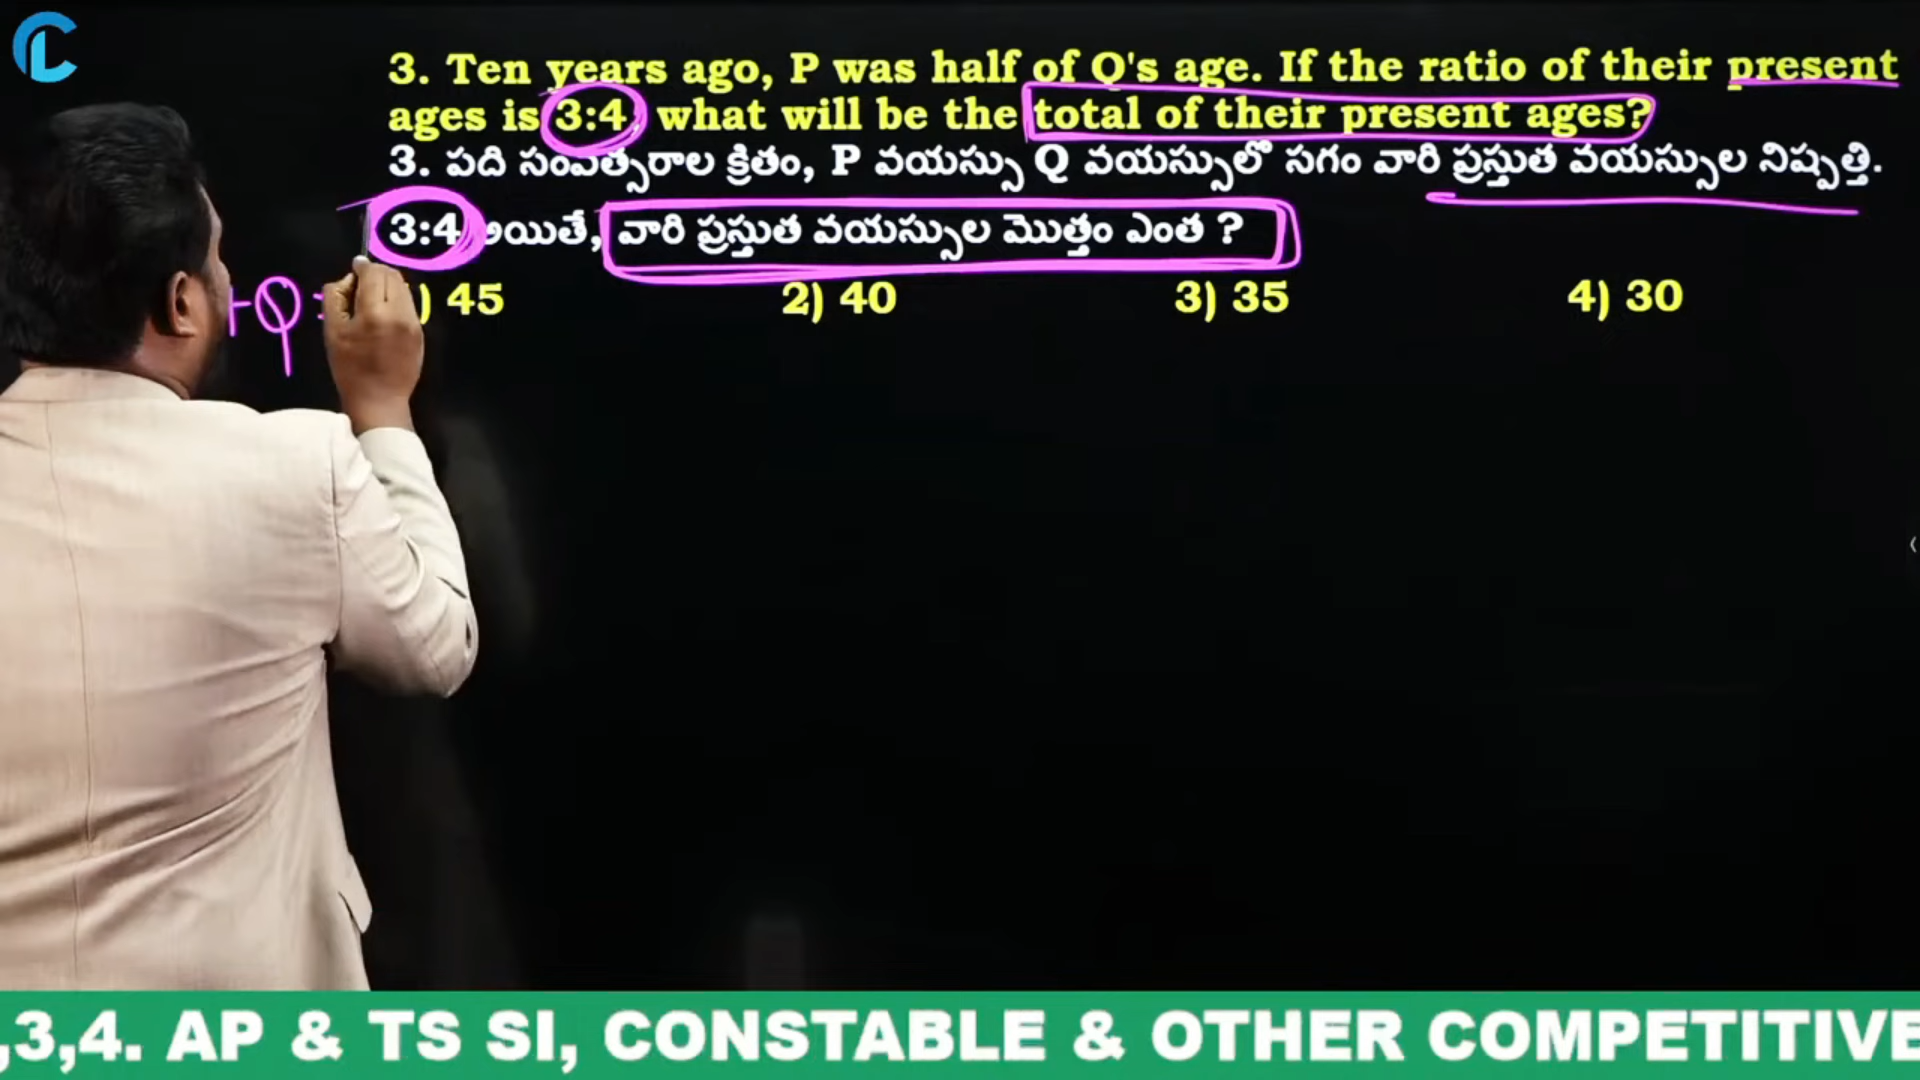 3. Ten years ago, P was half of Q's age. If the ratio of their present
ages is 3:4, what will be the total of their present ages?
3. పది సంవత్సరాల క్రితం, P వయస్సు Q వయస్సులో సగం వారి ప్రస్తుత వయస్సుల నిష్పత్తి.
3:4 అయితే, వారి ప్రస్తుత వయస్సుల మొత్తం ఎంత ?
+Q =
) 45 2) 40 3) 35 4) 30
,3,4. AP & TS SI, CONSTABLE & OTHER COMPETITIVE